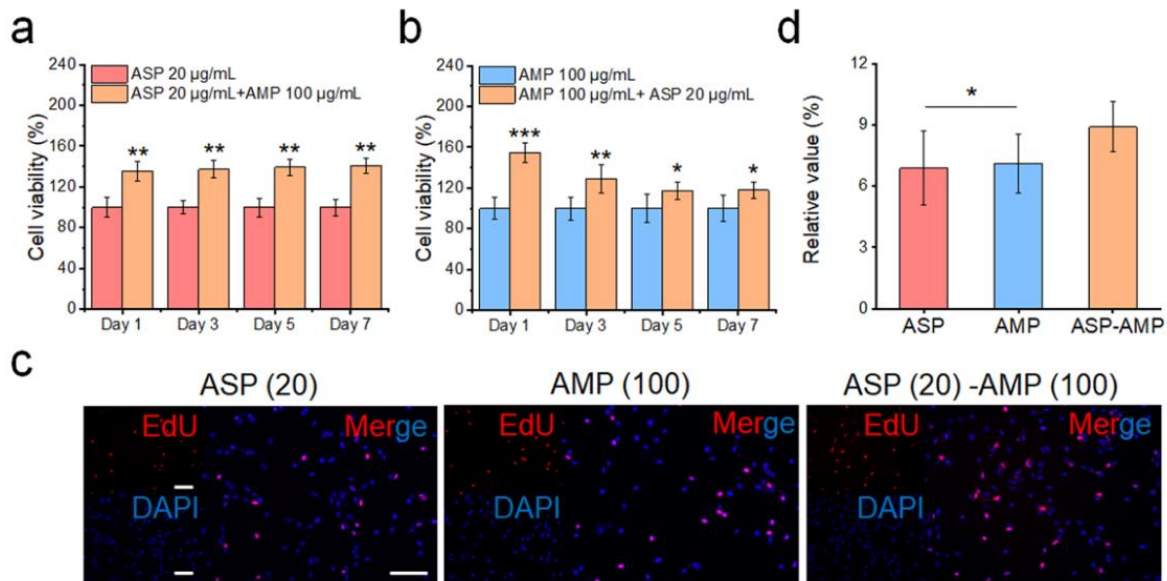 a
ASP 20 µg/mL
ASP 20 µg/mL+AMP 100 µg/mL
Cell viability (%)
240
200
160
120
80
40
0
** ** ** **
Day 1 Day 3 Day 5 Day 7
b
AMP 100 µg/mL
AMP 100 µg/mL+ ASP 20 µg/mL
Cell viability (%)
240
200
160
120
80
40
0
*** ** * *
Day 1 Day 3 Day 5 Day 7
d
Relative value (%)
12
9
6
3
0
*
ASP AMP ASP-AMP
c
ASP (20)
EdU Merge
DAPI
AMP (100)
EdU Merge
DAPI
ASP (20) -AMP (100)
EdU Merge
DAPI